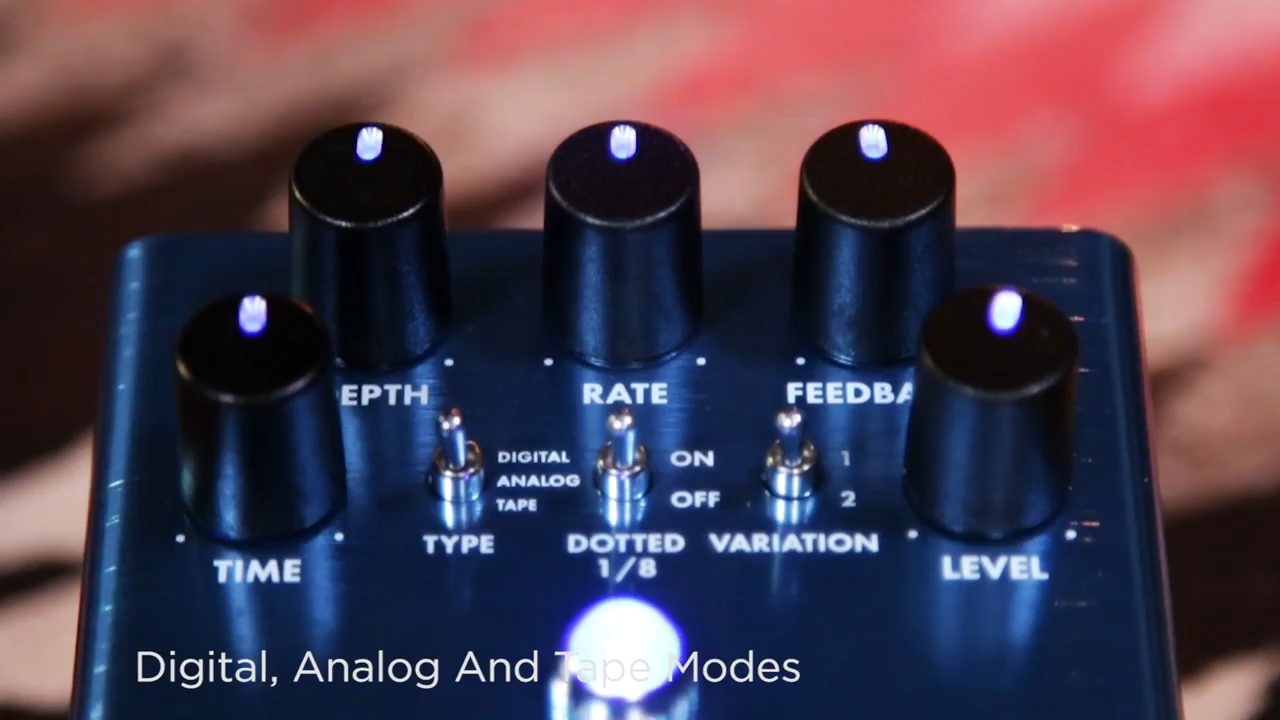 EPTH
RATE
FEEDBA
DIGITAL
ANALOG
TAPE
ON
OFF
1
2
TYPE
DOTTED
1/8
VARIATION
TIME
LEVEL
Digital, Analog And Tape Modes